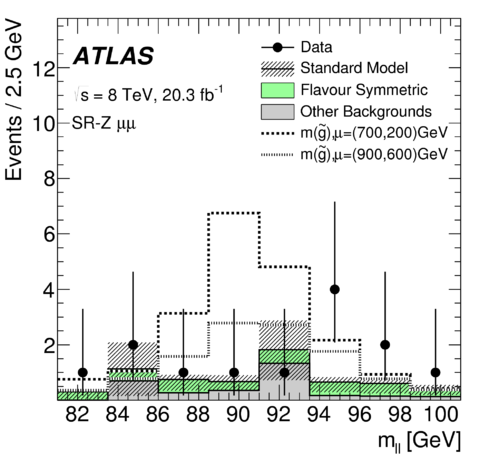 Events / 2.5 GeV
12
10
8
6
4
2
ATLAS
√s = 8 TeV, 20.3 fb⁻¹
SR-Z μμ
Data
Standard Model
Flavour Symmetric
Other Backgrounds
m(g̃),μ=(700,200)GeV
m(g̃),μ=(900,600)GeV
82 84 86 88 90 92 94 96 98 100
m_ll [GeV]